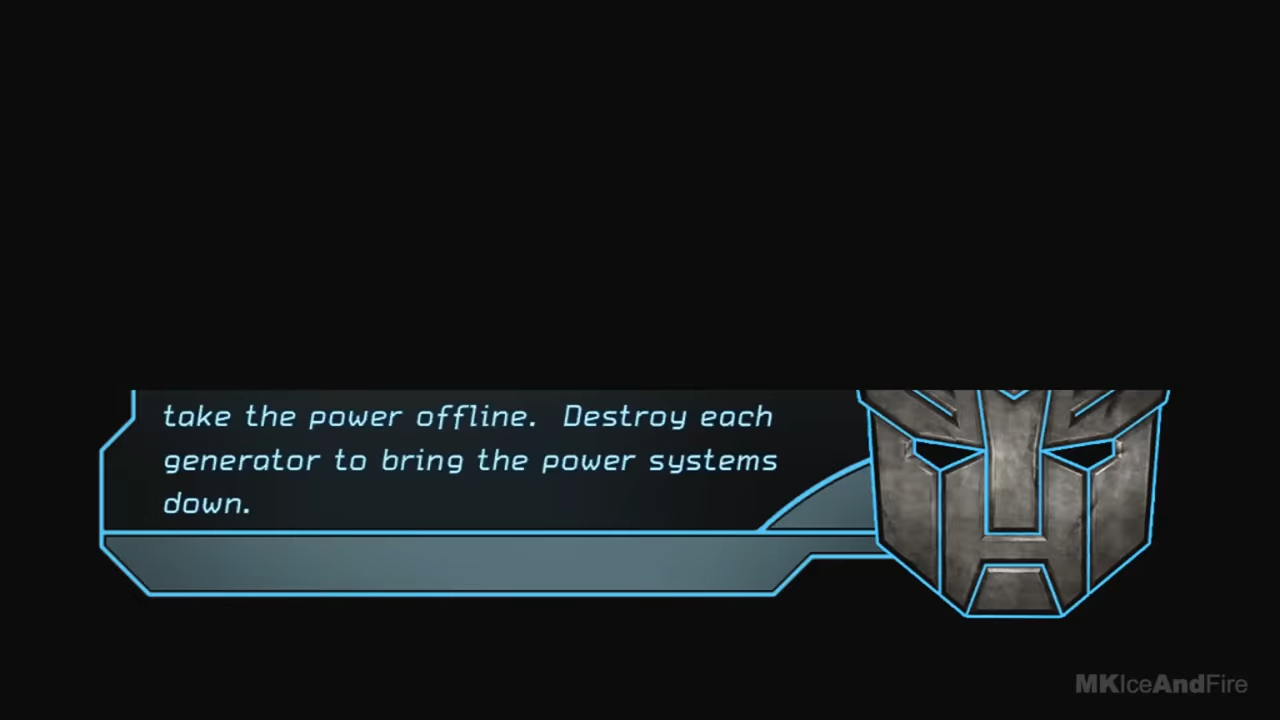 take the power offline.  Destroy each
generator to bring the power systems
down.
MKIceAndFire